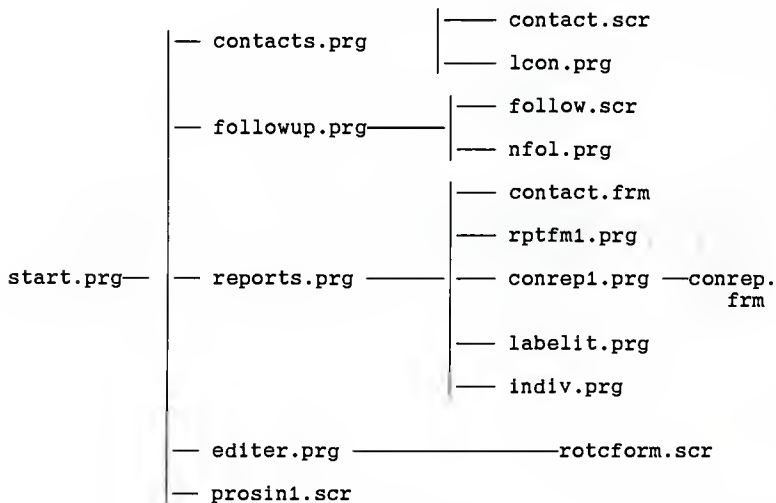 contact.scr
contacts.prg
lcon.prg
follow.scr
followup.prg
nfol.prg
contact.frm
rptfm1.prg
start.prg reports.prg conrep1.prg conrep.
frm
labelit.prg
indiv.prg
editer.prg rotcform.scr
prosin1.scr